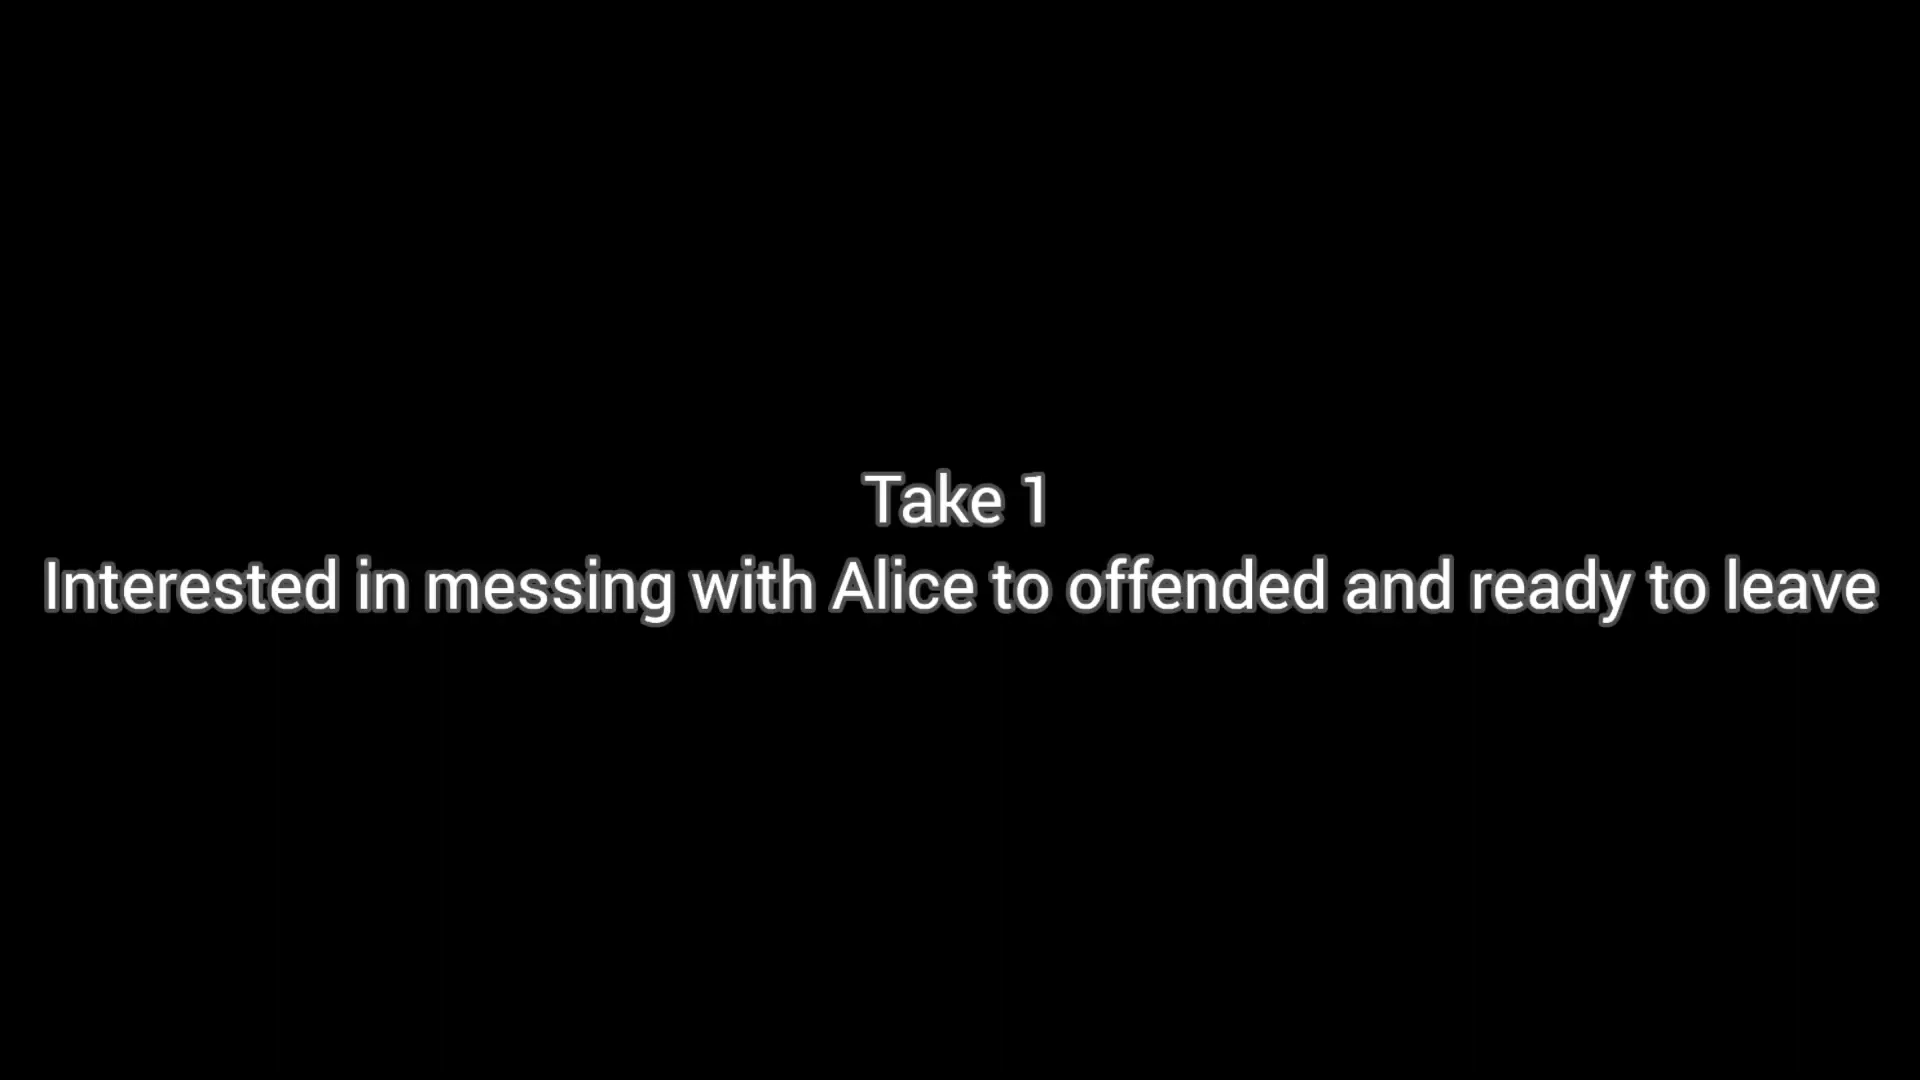 Take 1
Interested in messing with Alice to offended and ready to leave